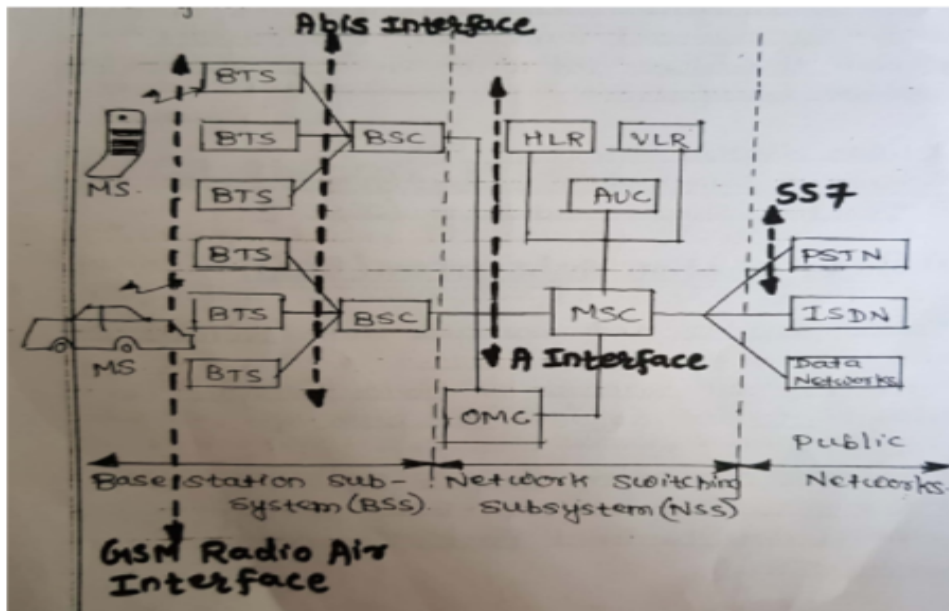 Abis Interface
BTS
BTS
BTS
BTS
BTS
BTS
MS
MS
BSC
BSC
HLR
VLR
AUC
MSC
A Interface
OMC
SS7
PSTN
ISDN
Data
Networks
Base station Sub-
system (BSS)
Network Switching
Subsystem (NSS)
Public
Networks
GSM Radio Air
Interface